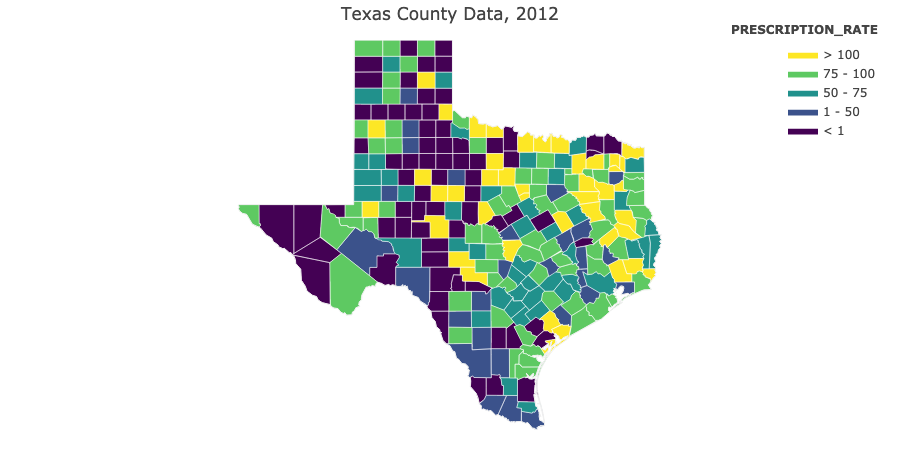 Texas County Data, 2012
PRESCRIPTION_RATE
> 100
75 - 100
50 - 75
1 - 50
< 1